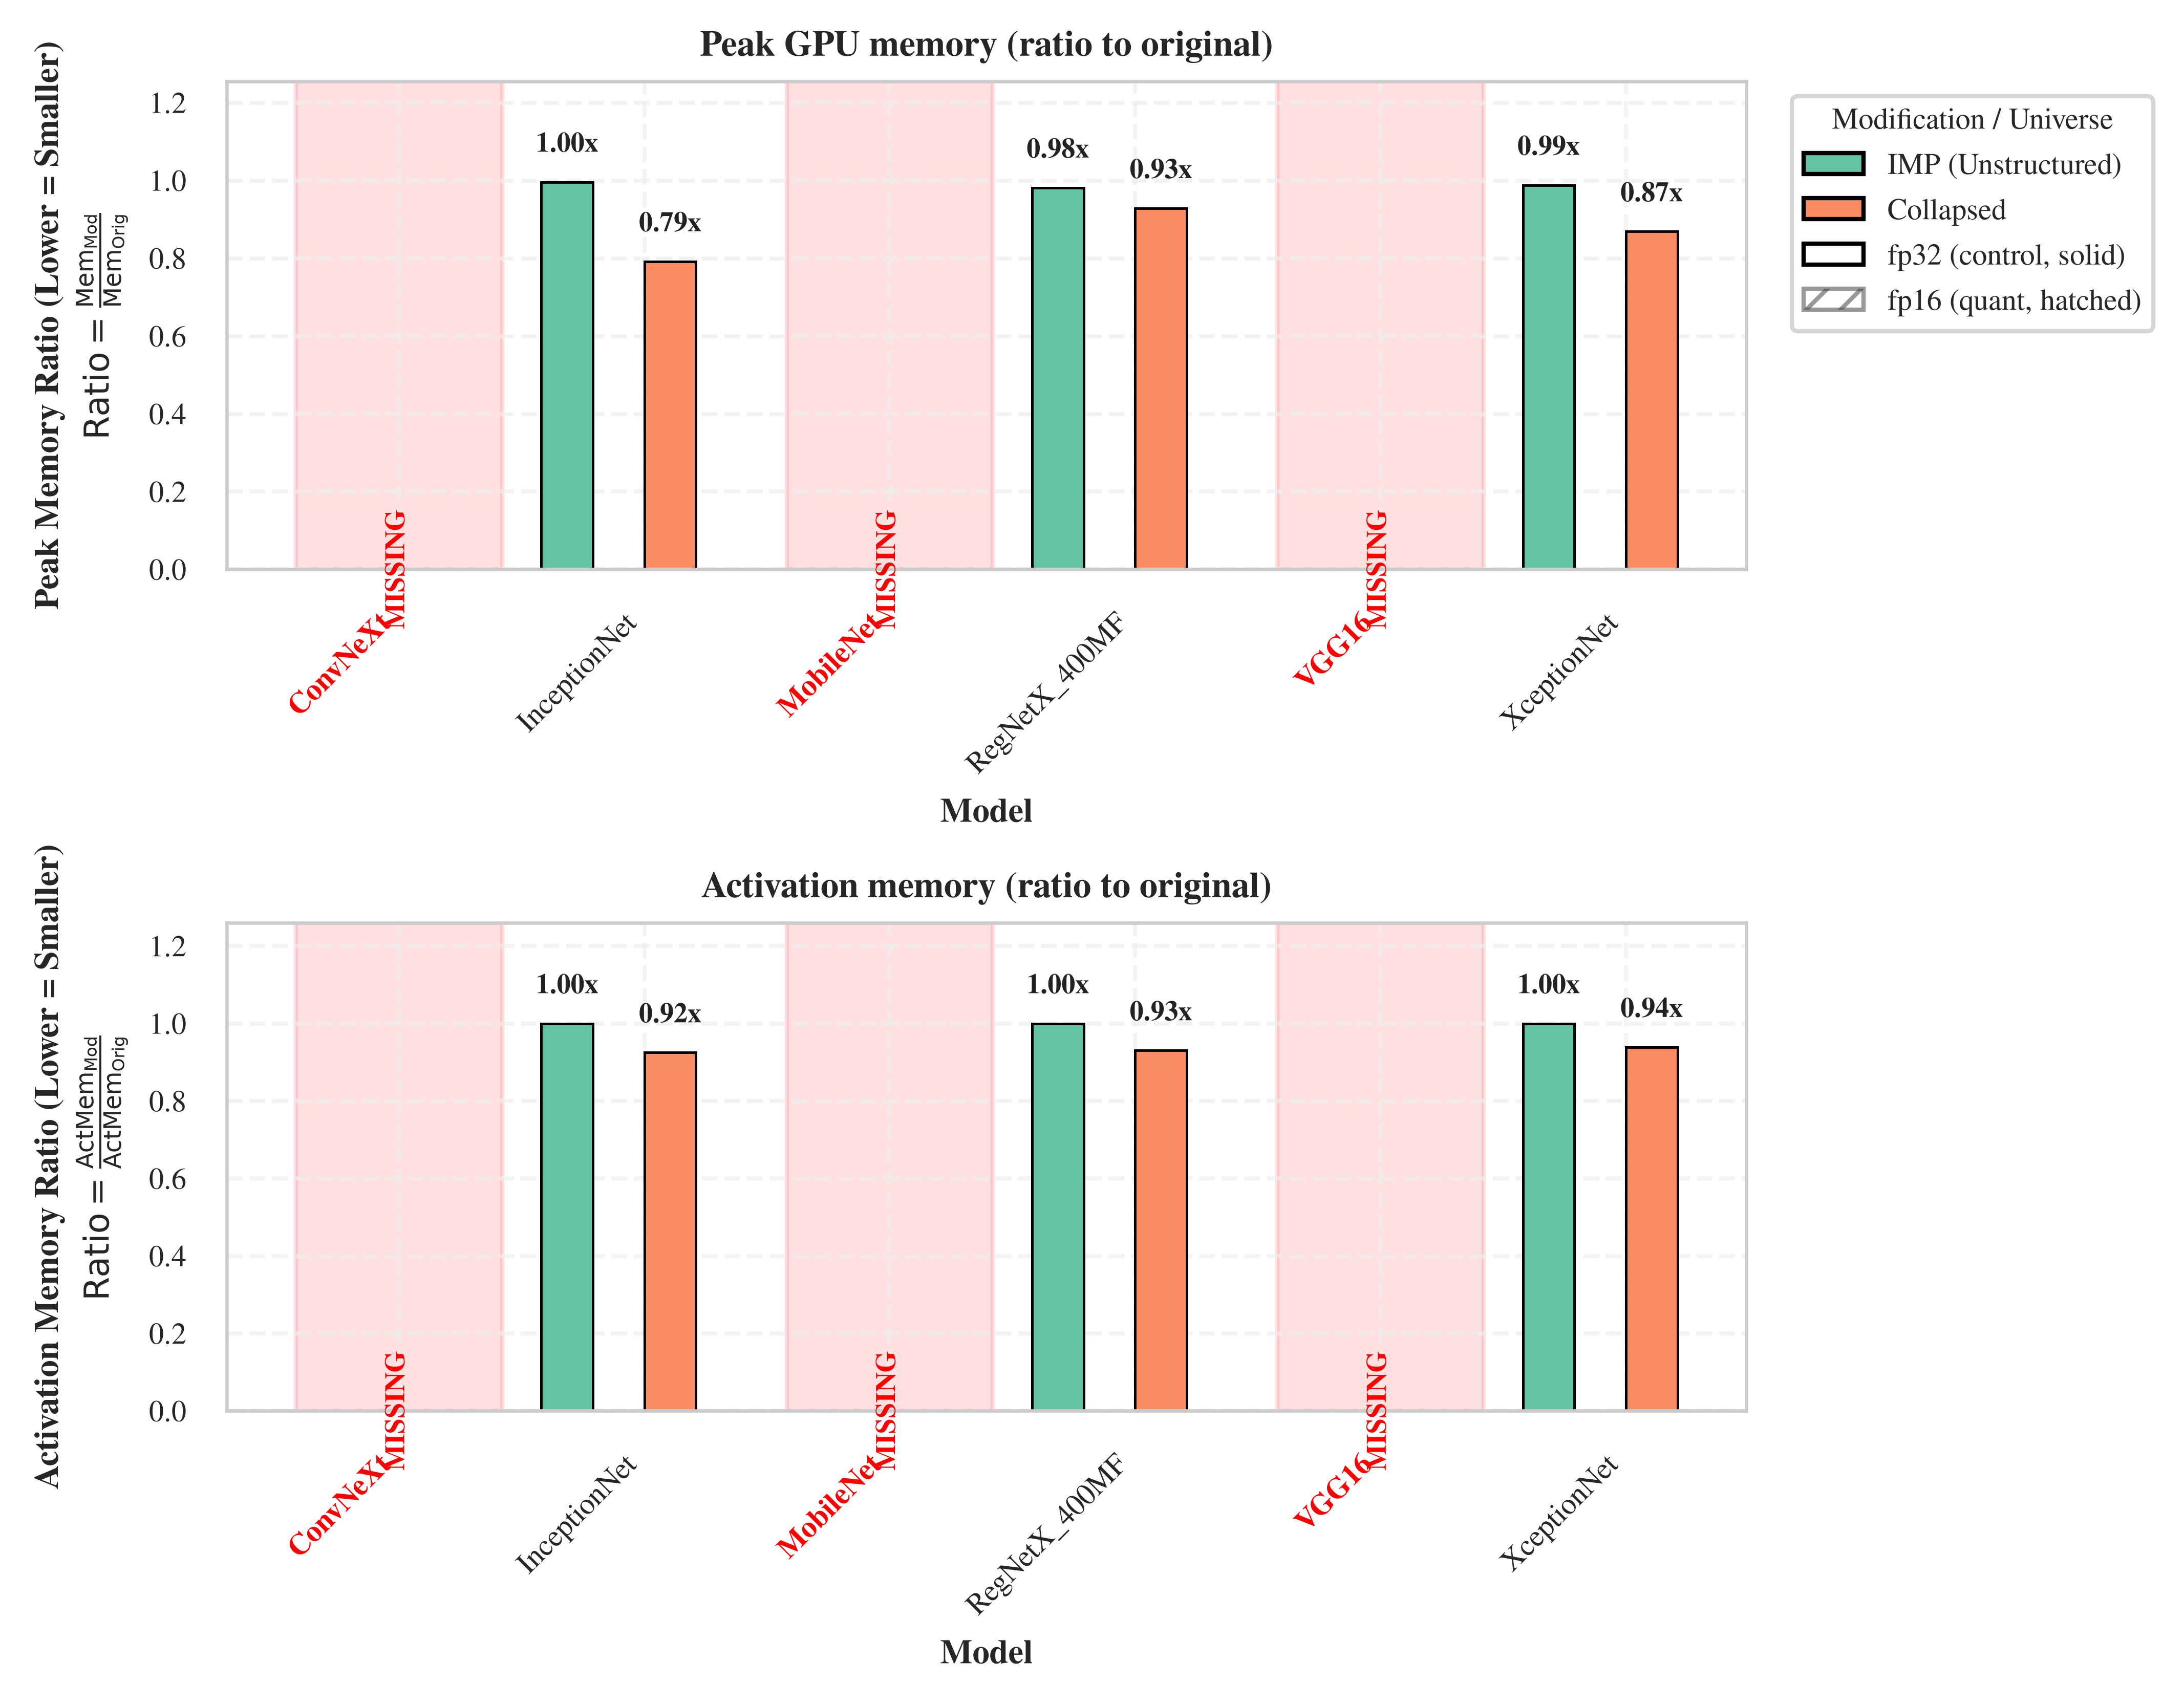 Peak GPU memory (ratio to original)
Peak Memory Ratio (Lower = Smaller)
Ratio = Mem_Mod / Mem_Orig
1.2
1.0
0.8
0.6
0.4
0.2
0.0
1.00x
0.79x
0.98x
0.93x
0.99x
0.87x
MISSING
MISSING
MISSING
ConvNeXt
InceptionNet
MobileNet
RegNetX_400MF
VGG16
XceptionNet
Model
Modification / Universe
IMP (Unstructured)
Collapsed
fp32 (control, solid)
fp16 (quant, hatched)
Activation memory (ratio to original)
Activation Memory Ratio (Lower = Smaller)
Ratio = ActMem_Mod / ActMem_Orig
1.2
1.0
0.8
0.6
0.4
0.2
0.0
1.00x
0.92x
1.00x
0.93x
1.00x
0.94x
MISSING
MISSING
MISSING
ConvNeXt
InceptionNet
MobileNet
RegNetX_400MF
VGG16
XceptionNet
Model